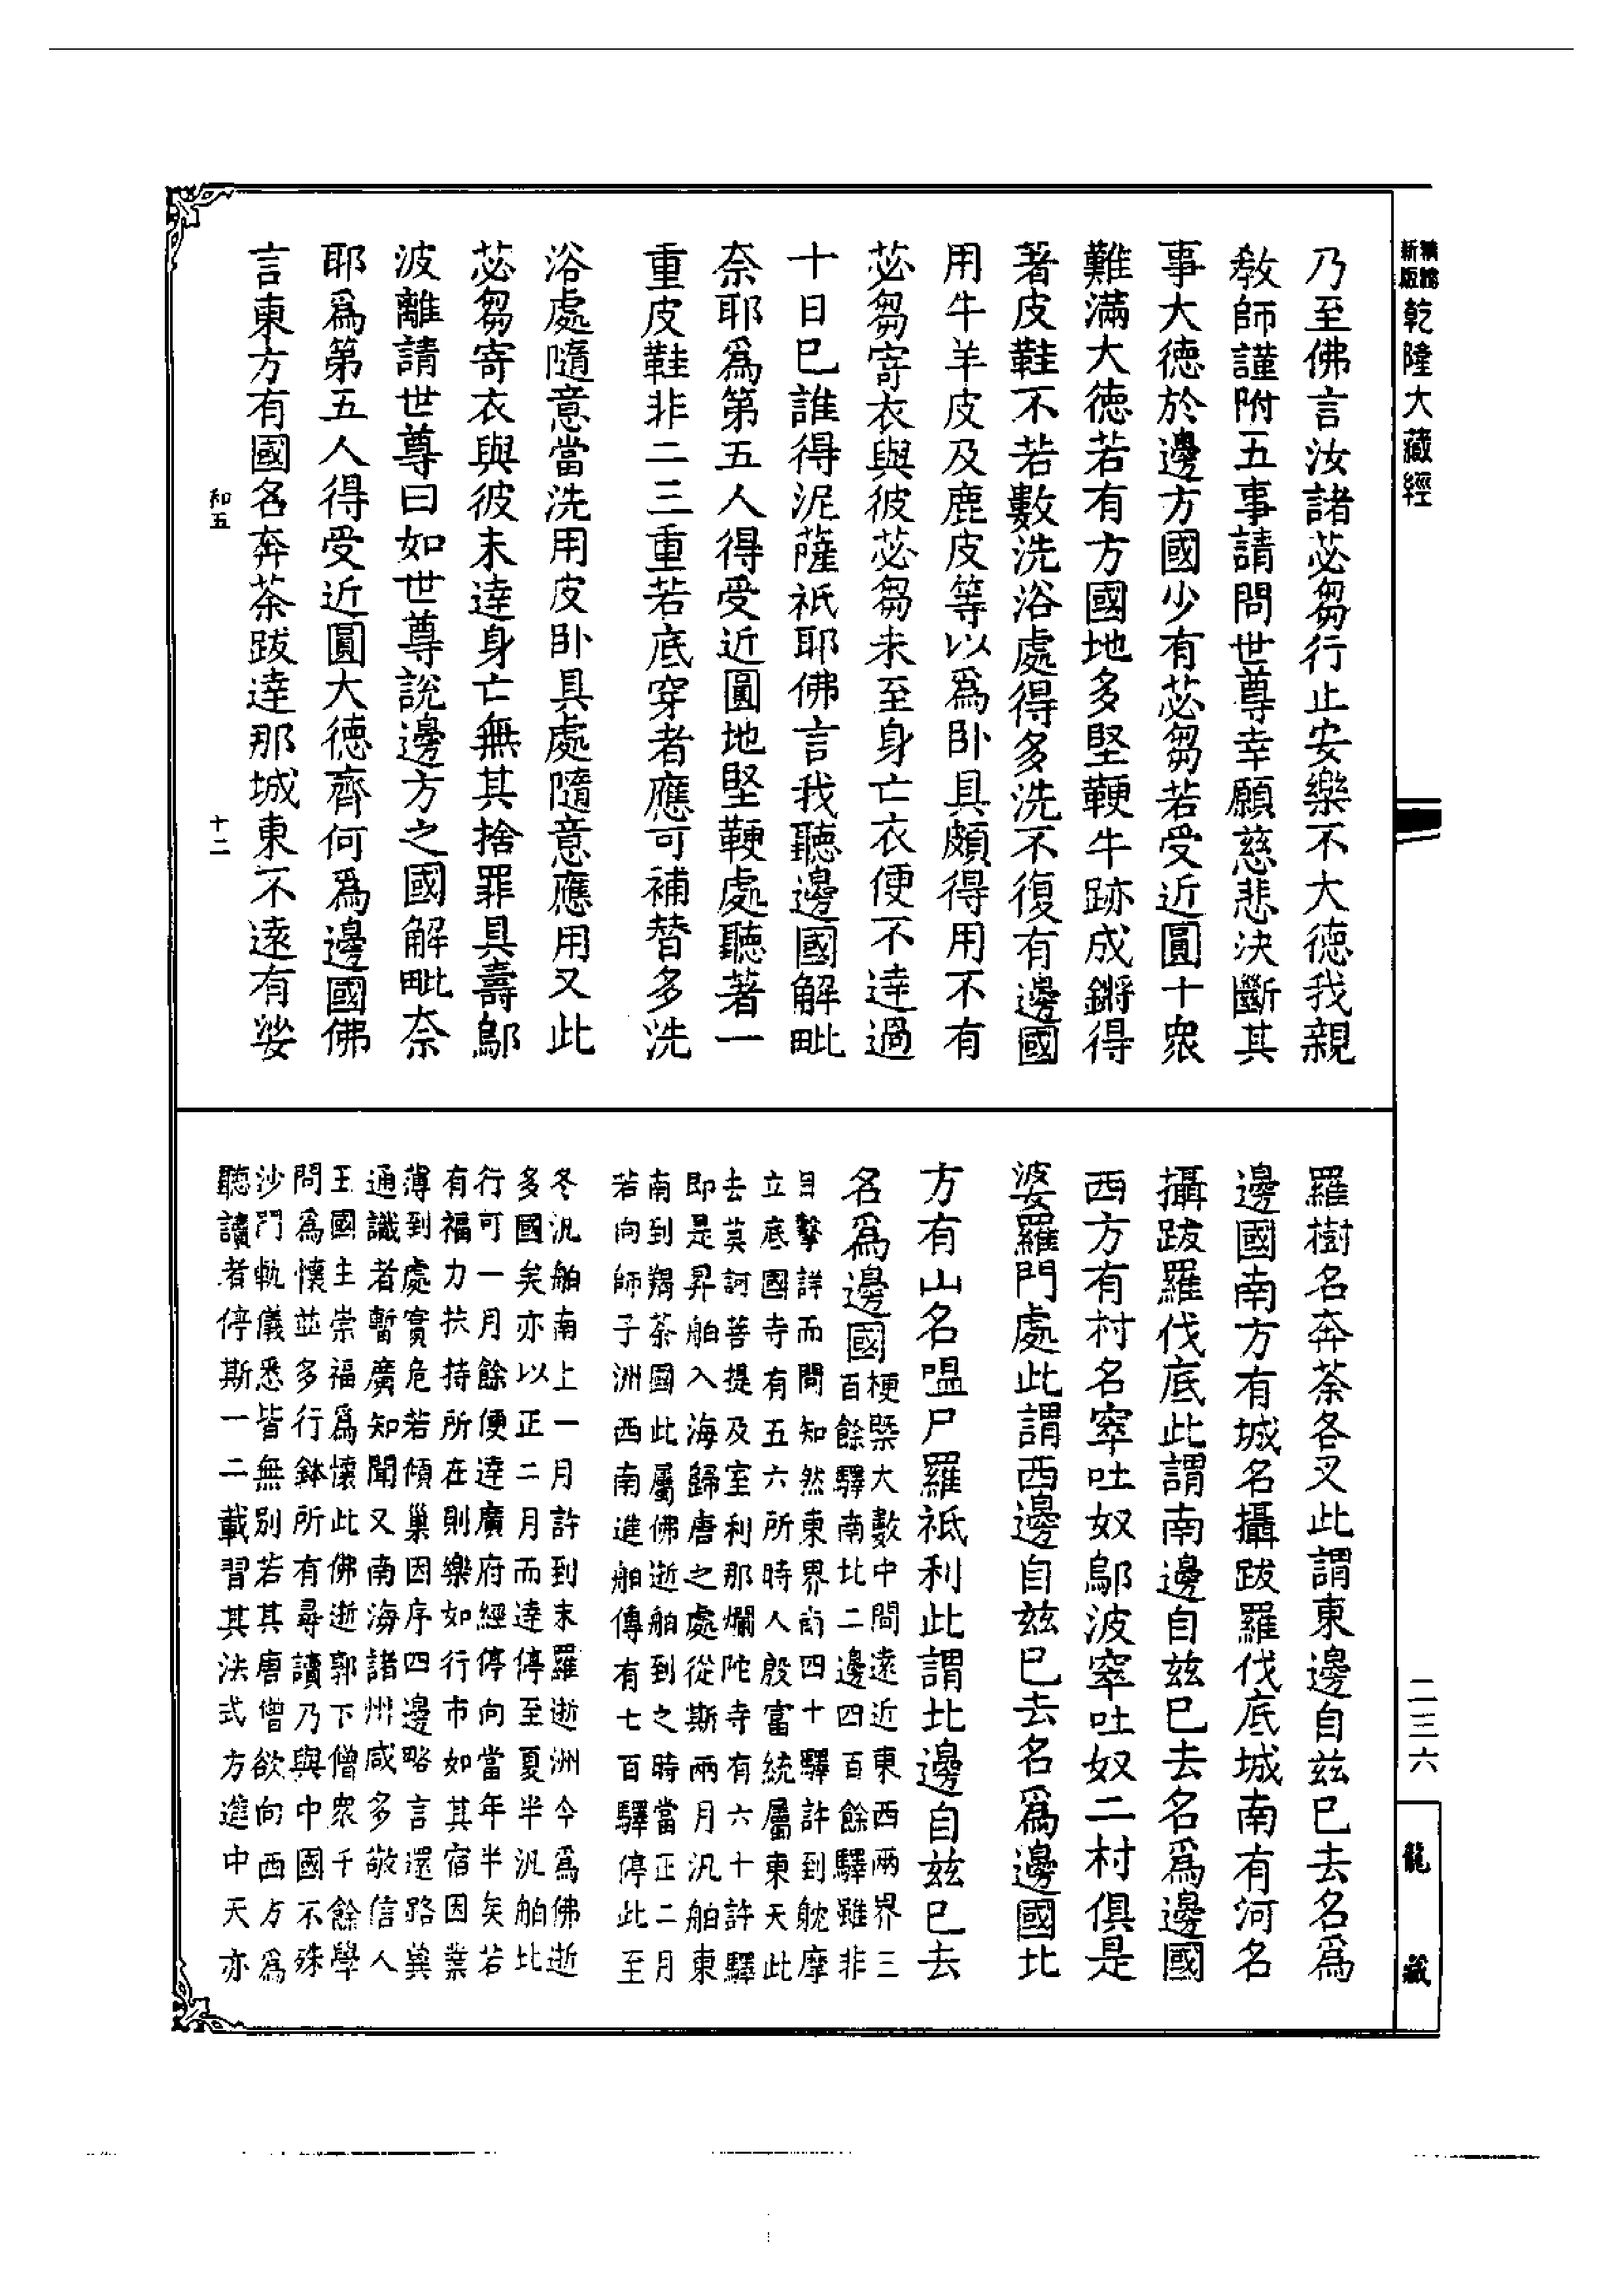 新版
精縮
乾隆大藏經
二三六
龍藏
乃至佛言汝諸苾芻行止安樂不大德我親
教師謹附五事請問世尊幸願慈悲決斷其
事大德於邊方國少有苾芻若受近圓十衆
難滿大德若有方國地多堅鞕牛跡成鏘得
著皮鞋不若數洗浴處得多洗不復有邊國
用牛羊皮及鹿皮等以爲卧具頗得用不有
苾芻寄衣與彼苾芻未至身亡衣便不達過
十日已誰得泥薩祇耶佛言我聽邊國解毗
奈耶爲第五人得受近圓地堅鞕處聽著一
重皮鞋非二三重若底穿者應可補替多洗
浴處隨意當洗用皮卧具處隨意應用又此
苾芻寄衣與彼未達身亡無其捨罪具壽鄔
波離請世尊曰如世尊說邊方之國解毗奈
耶爲第五人得受近圓大德齊何爲邊國佛
言東方有國名奔荼跋達那城東不遠有娑
和五
十二
羅樹名奔荼各叉此謂東邊自兹已去名爲
邊國南方有城名攝跋羅伐底城南有河名
攝跋羅伐底此謂南邊自兹已去名爲邊國
西方有村名窣吐奴鄔波窣吐奴二村俱是
婆羅門處此謂西邊自兹已去名爲邊國北
方有山名嗢尸羅祇利此謂北邊自兹已去
名爲邊國
梗槩大數中間遠近東西兩界三
百餘驛南北二邊四百餘驛雖非
目擊詳而問知然東界南四十驛許到躭摩
立底國寺有五六所時人殷富統屬東天此
去莫訶菩提及室利那爛陀寺有六十許驛
即是昇舶入海歸唐之處從斯兩月汎舶東
南到羯荼國此屬佛逝舶到之時當正二月
若向師子洲西南進舶傳有七百驛停此至
冬汎舶南上一月許到末羅逝洲今爲佛逝
多國矣亦以正二月而達停至夏半汎舶北
行可一月餘便達廣府經停向當年半矣若
有福力扶持所在則樂如行市如其宿因業
薄到處實危若傾巢因序四邊略言還路冀
通識者暫廣知聞又南海諸州咸多敬信人
王國主崇福爲懷此佛逝郭下僧衆千餘學
問爲懷並多行鉢所有尋讀乃與中國不殊
沙門軌儀悉皆無別若其唐僧欲向西方爲
聽讀者停斯一二載習其法式方進中天亦